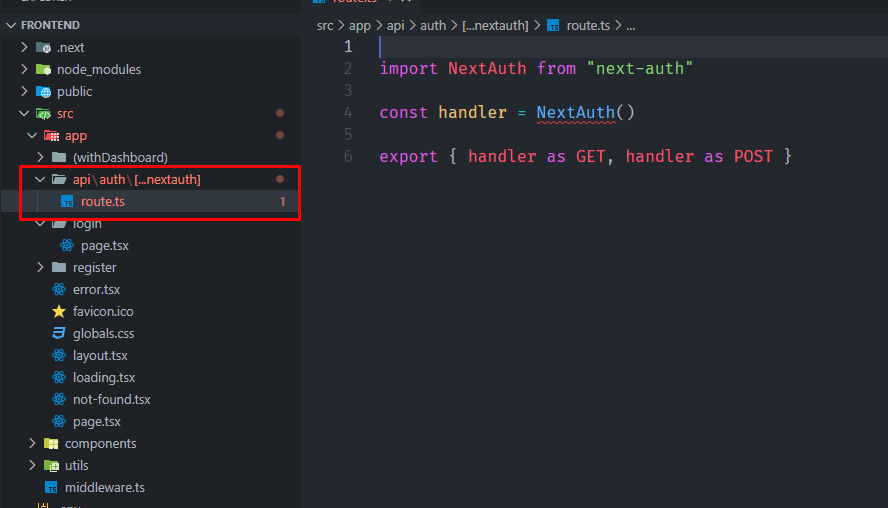 FRONTEND
.next
node_modules
public
src
app
(withDashboard)
api\auth\[...nextauth]
route.ts 1
login
page.tsx
register
error.tsx
favicon.ico
globals.css
layout.tsx
loading.tsx
not-found.tsx
page.tsx
components
utils
middleware.ts
src > app > api > auth > [...nextauth] > TS route.ts > ...
1
2 import NextAuth from "next-auth"
3
4 const handler = NextAuth()
5
6 export { handler as GET, handler as POST }